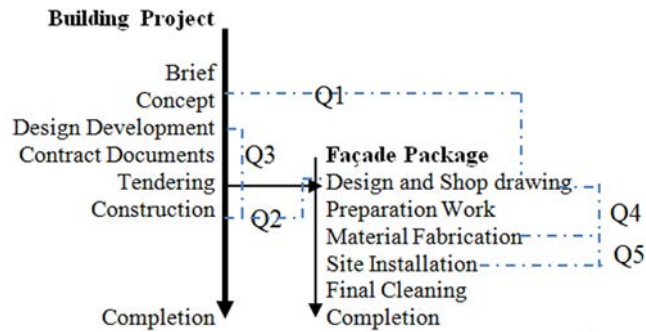 Building Project
Brief
Concept
Q1
Design Development
Contract Documents
Q3
Façade Package
Tendering
Design and Shop drawing
Construction
Q2
Preparation Work
Q4
Material Fabrication
Site Installation
Q5
Final Cleaning
Completion
Completion